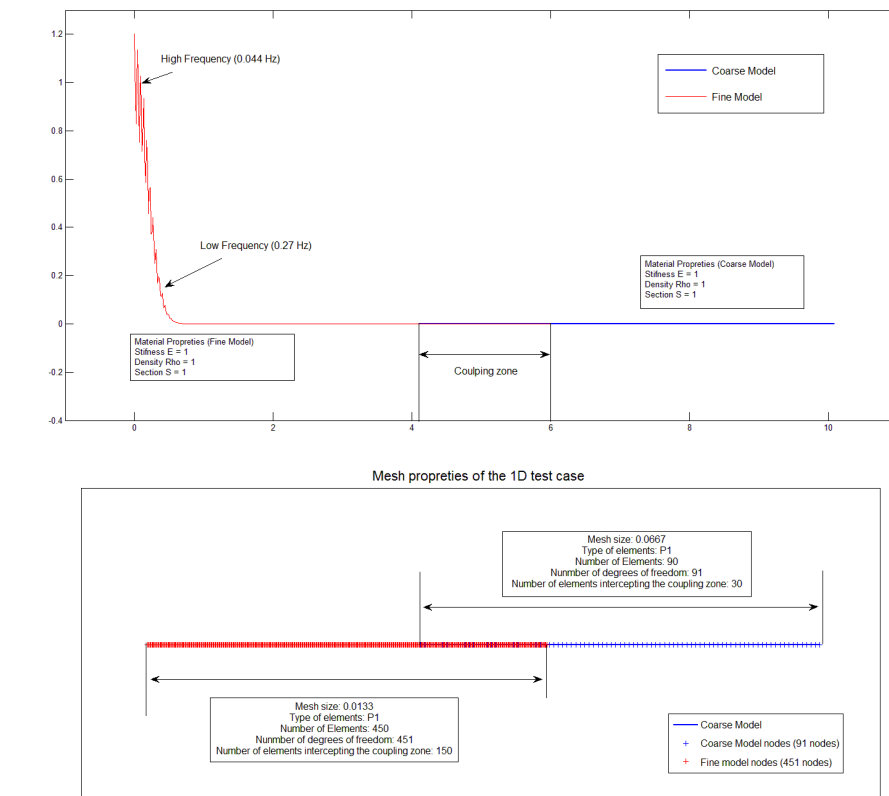 1.2
1
0.8
0.6
0.4
0.2
0
-0.2
-0.4
High Frequency (0.044 Hz)
Low Frequency (0.27 Hz)
Coarse Model
Fine Model
Material Propreties (Coarse Model)
Stifness E = 1
Density Rho = 1
Section S = 1
Material Propreties (Fine Model)
Stifness E = 1
Density Rho = 1
Section S = 1
Coulping zone
0 2 4 6 8 10
Mesh propreties of the 1D test case
Mesh size: 0.0667
Type of elements: P1
Number of Elements: 90
Nunmber of degrees of freedom: 91
Number of elements intercepting the coupling zone: 30
Mesh size: 0.0133
Type of elements: P1
Number of Elements: 450
Nunmber of degrees of freedom: 451
Number of elements intercepting the coupling zone: 150
Coarse Model
Coarse Model nodes (91 nodes)
Fine model nodes (451 nodes)